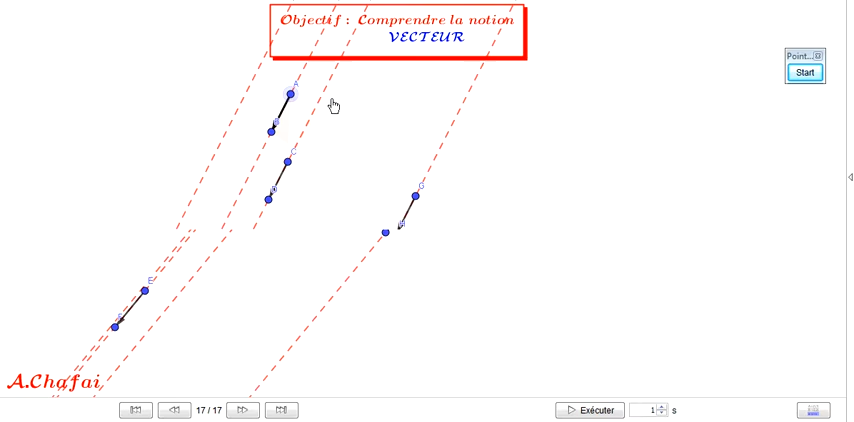 Objectif : Comprendre la notion
VECTEUR
Point...
Start
A
B
C
D
G
H
E
A.Chafai
17 / 17
Exécuter
1
s